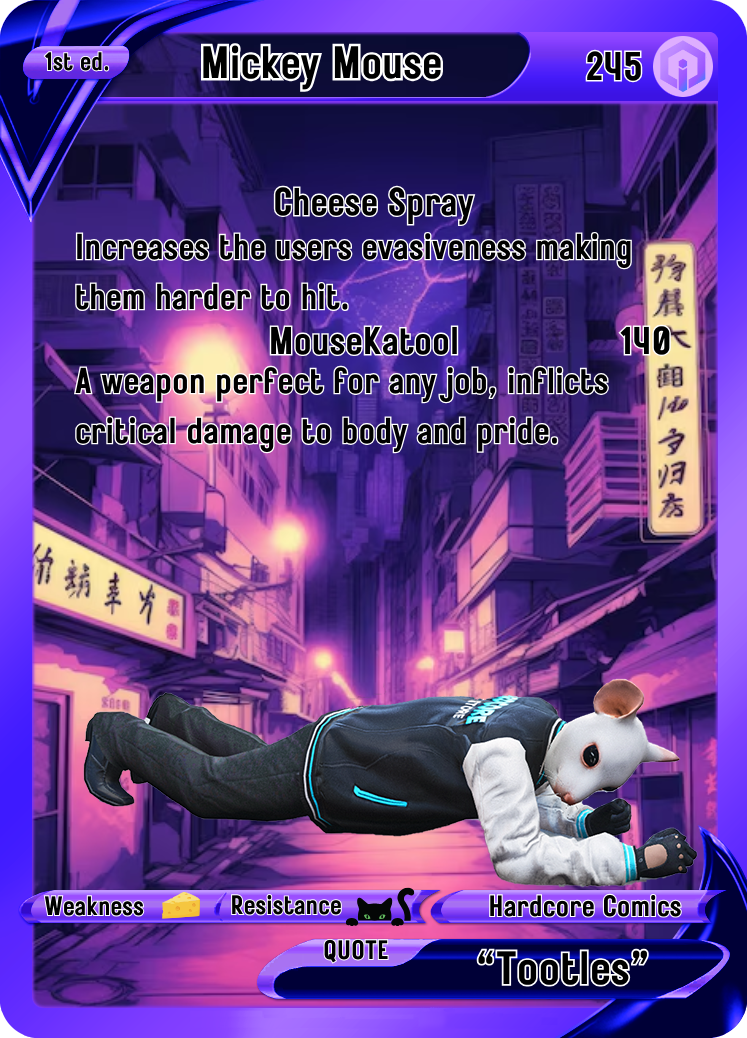 1st ed.
Mickey Mouse
245
Cheese Spray
Increases the users evasiveness making
them harder to hit.
MouseKatool 140
A weapon perfect for any job, inflicts
critical damage to body and pride.
Weakness
Resistance
Hardcore Comics
QUOTE
“Tootles”